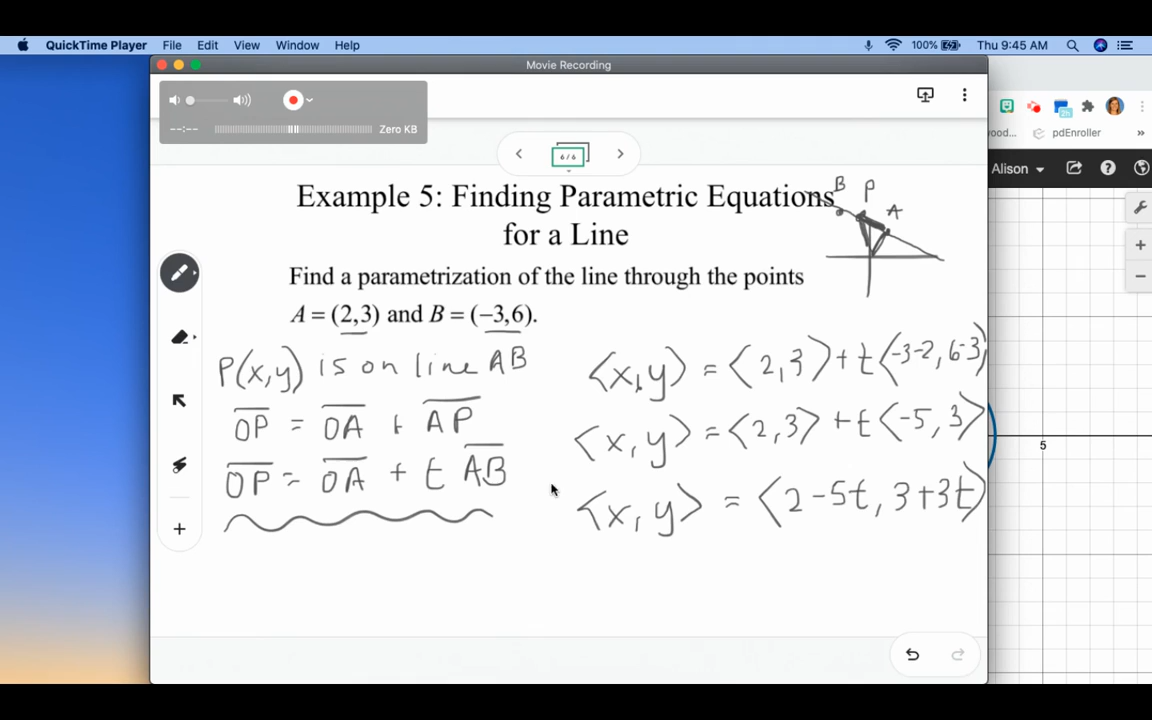 QuickTime Player File Edit View Window Help 100% Thu 9:45 AM
Movie Recording
--:-- Zero KB
6/6
pdEnroller »
Alison
Example 5: Finding Parametric Equations
for a Line
B P
A
Find a parametrization of the line through the points
A = (2,3) and B = (−3,6).
P(x,y) is on line AB
OP = OA + AP
OP = OA + t AB
⟨x,y⟩ = ⟨2,3⟩ + t⟨-3-2, 6-3⟩
⟨x,y⟩ = ⟨2,3⟩ + t⟨-5, 3⟩
⟨x,y⟩ = ⟨2-5t, 3+3t⟩
5